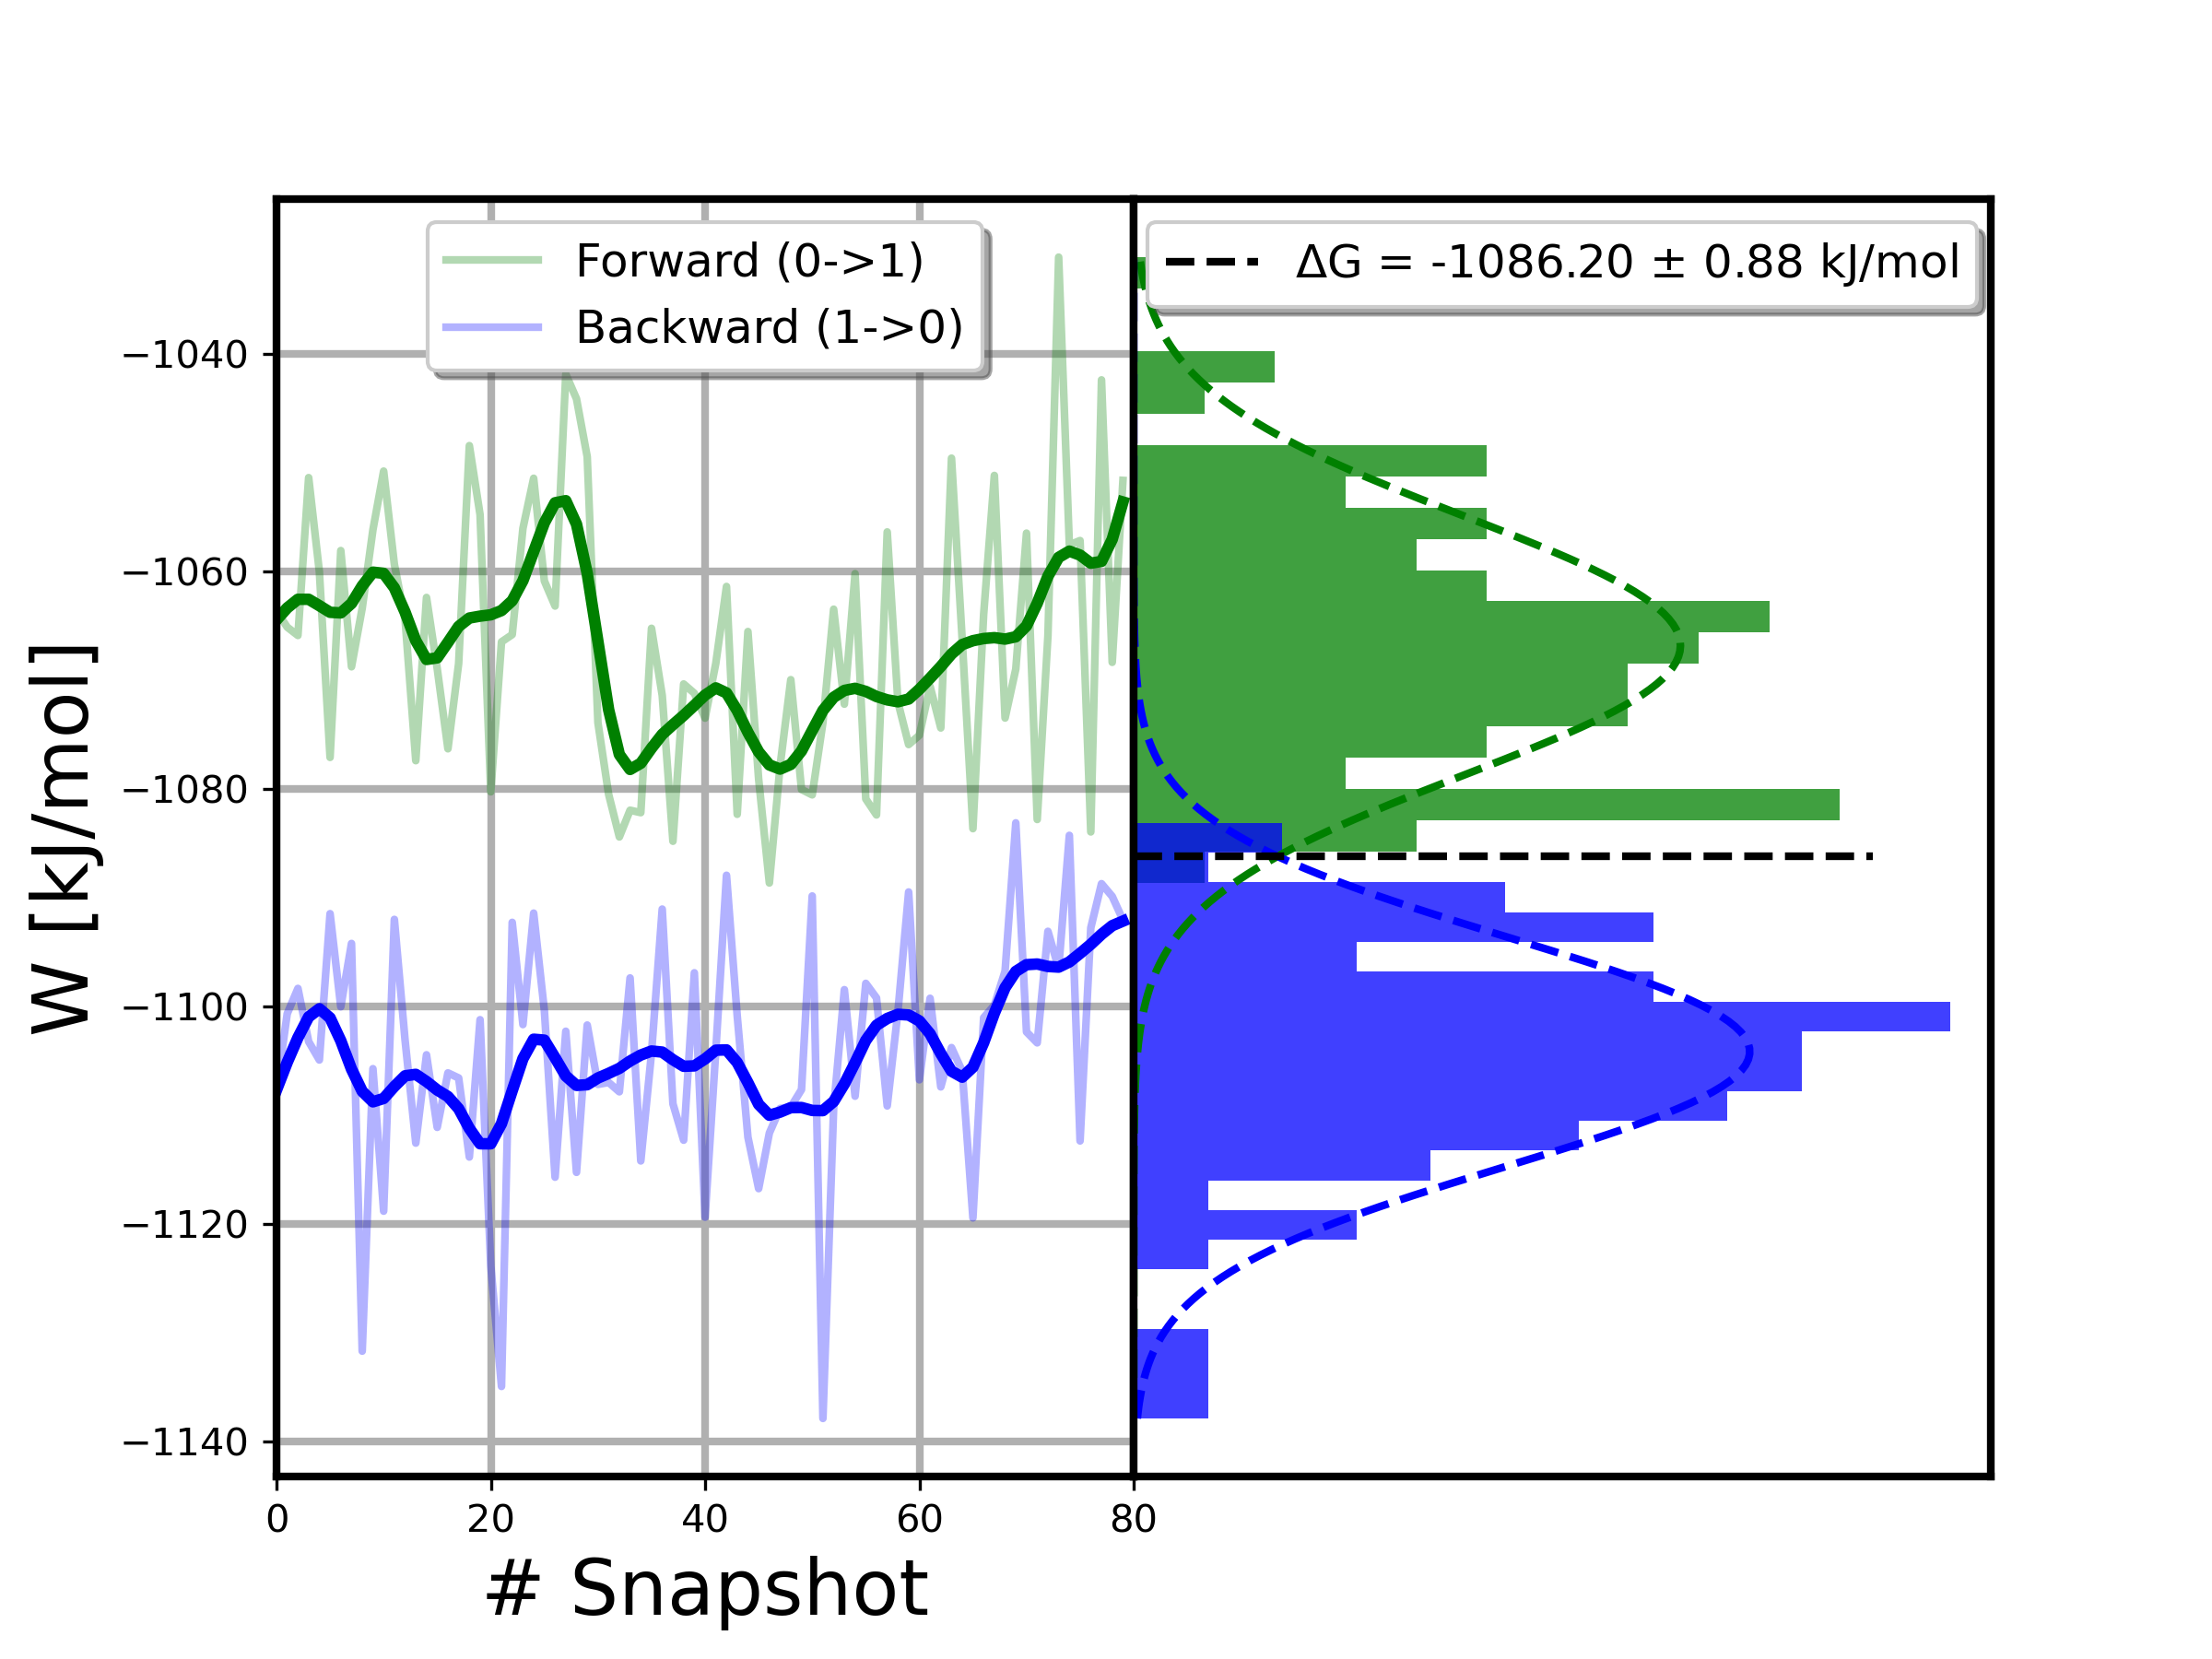 Forward (0->1)
Backward (1->0)
ΔG = -1086.20 ± 0.88 kJ/mol
W [kJ/mol]
−1040
−1060
−1080
−1100
−1120
−1140
0 20 40 60 80
# Snapshot